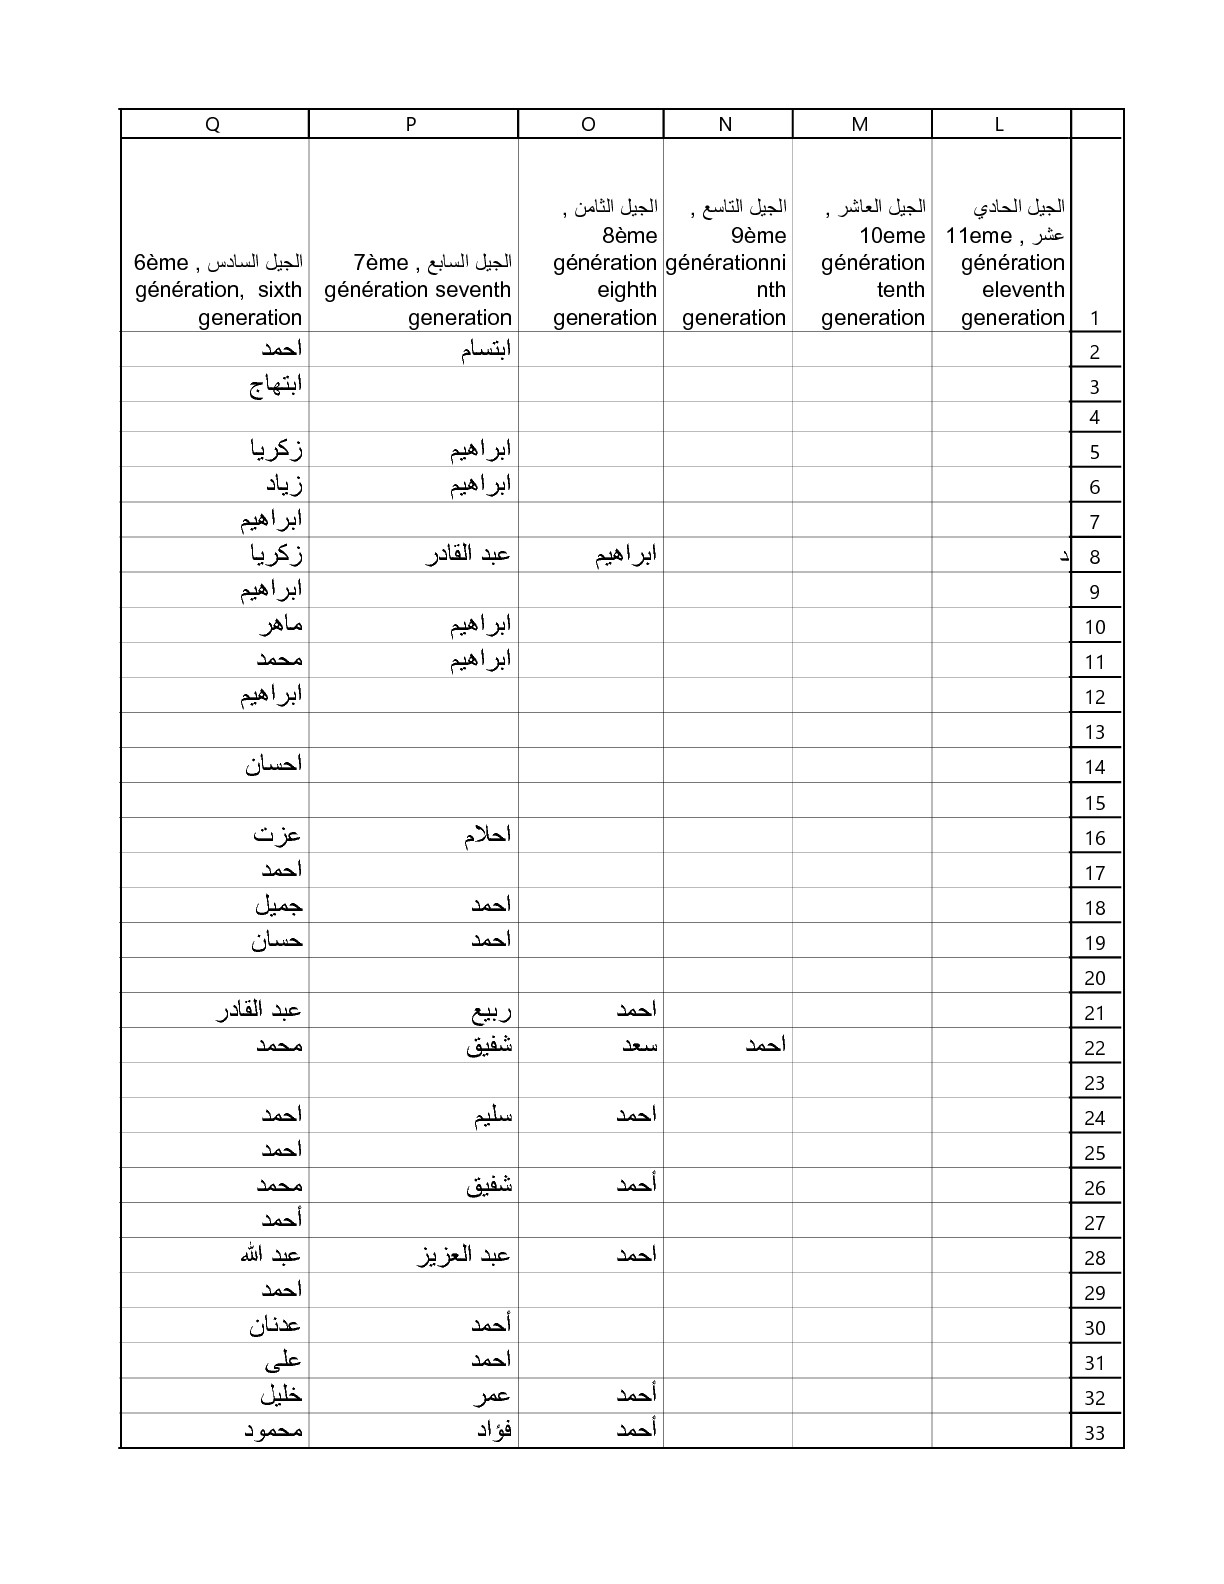 L M N O P Q
1 الجيل الحادي عشر , 11eme génération eleventh generation الجيل العاشر , 10eme génération tenth generation الجيل التاسع , 9ème générationni nth generation الجيل الثامن , 8ème génération eighth generation الجيل السابع , 7ème génération seventh generation الجيل السادس , 6ème génération, sixth generation
2 ابتسام احمد
3 ابتهاج
4
5 ابراهيم زكريا
6 ابراهيم زياد
7 ابراهيم
8 د ابراهيم عبد القادر زكريا
9 ابراهيم
10 ابراهيم ماهر
11 ابراهيم محمد
12 ابراهيم
13
14 احسان
15
16 احلام عزت
17 احمد
18 احمد جميل
19 احمد حسان
20
21 احمد ربيع عبد القادر
22 احمد سعد شفيق محمد
23
24 احمد سليم احمد
25 احمد
26 أحمد شفيق محمد
27 أحمد
28 احمد عبد العزيز عبد الله
29 احمد
30 أحمد عدنان
31 احمد على
32 أحمد عمر خليل
33 أحمد فؤاد محمود